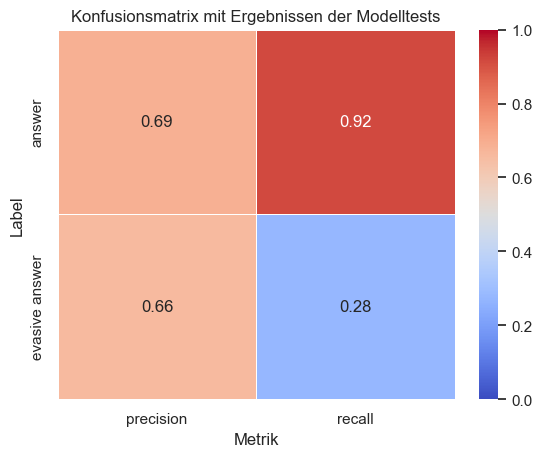 Konfusionsmatrix mit Ergebnissen der Modelltests
Label
answer
0.69
0.92
evasive answer
0.66
0.28
precision
recall
Metrik
1.0
0.8
0.6
0.4
0.2
0.0